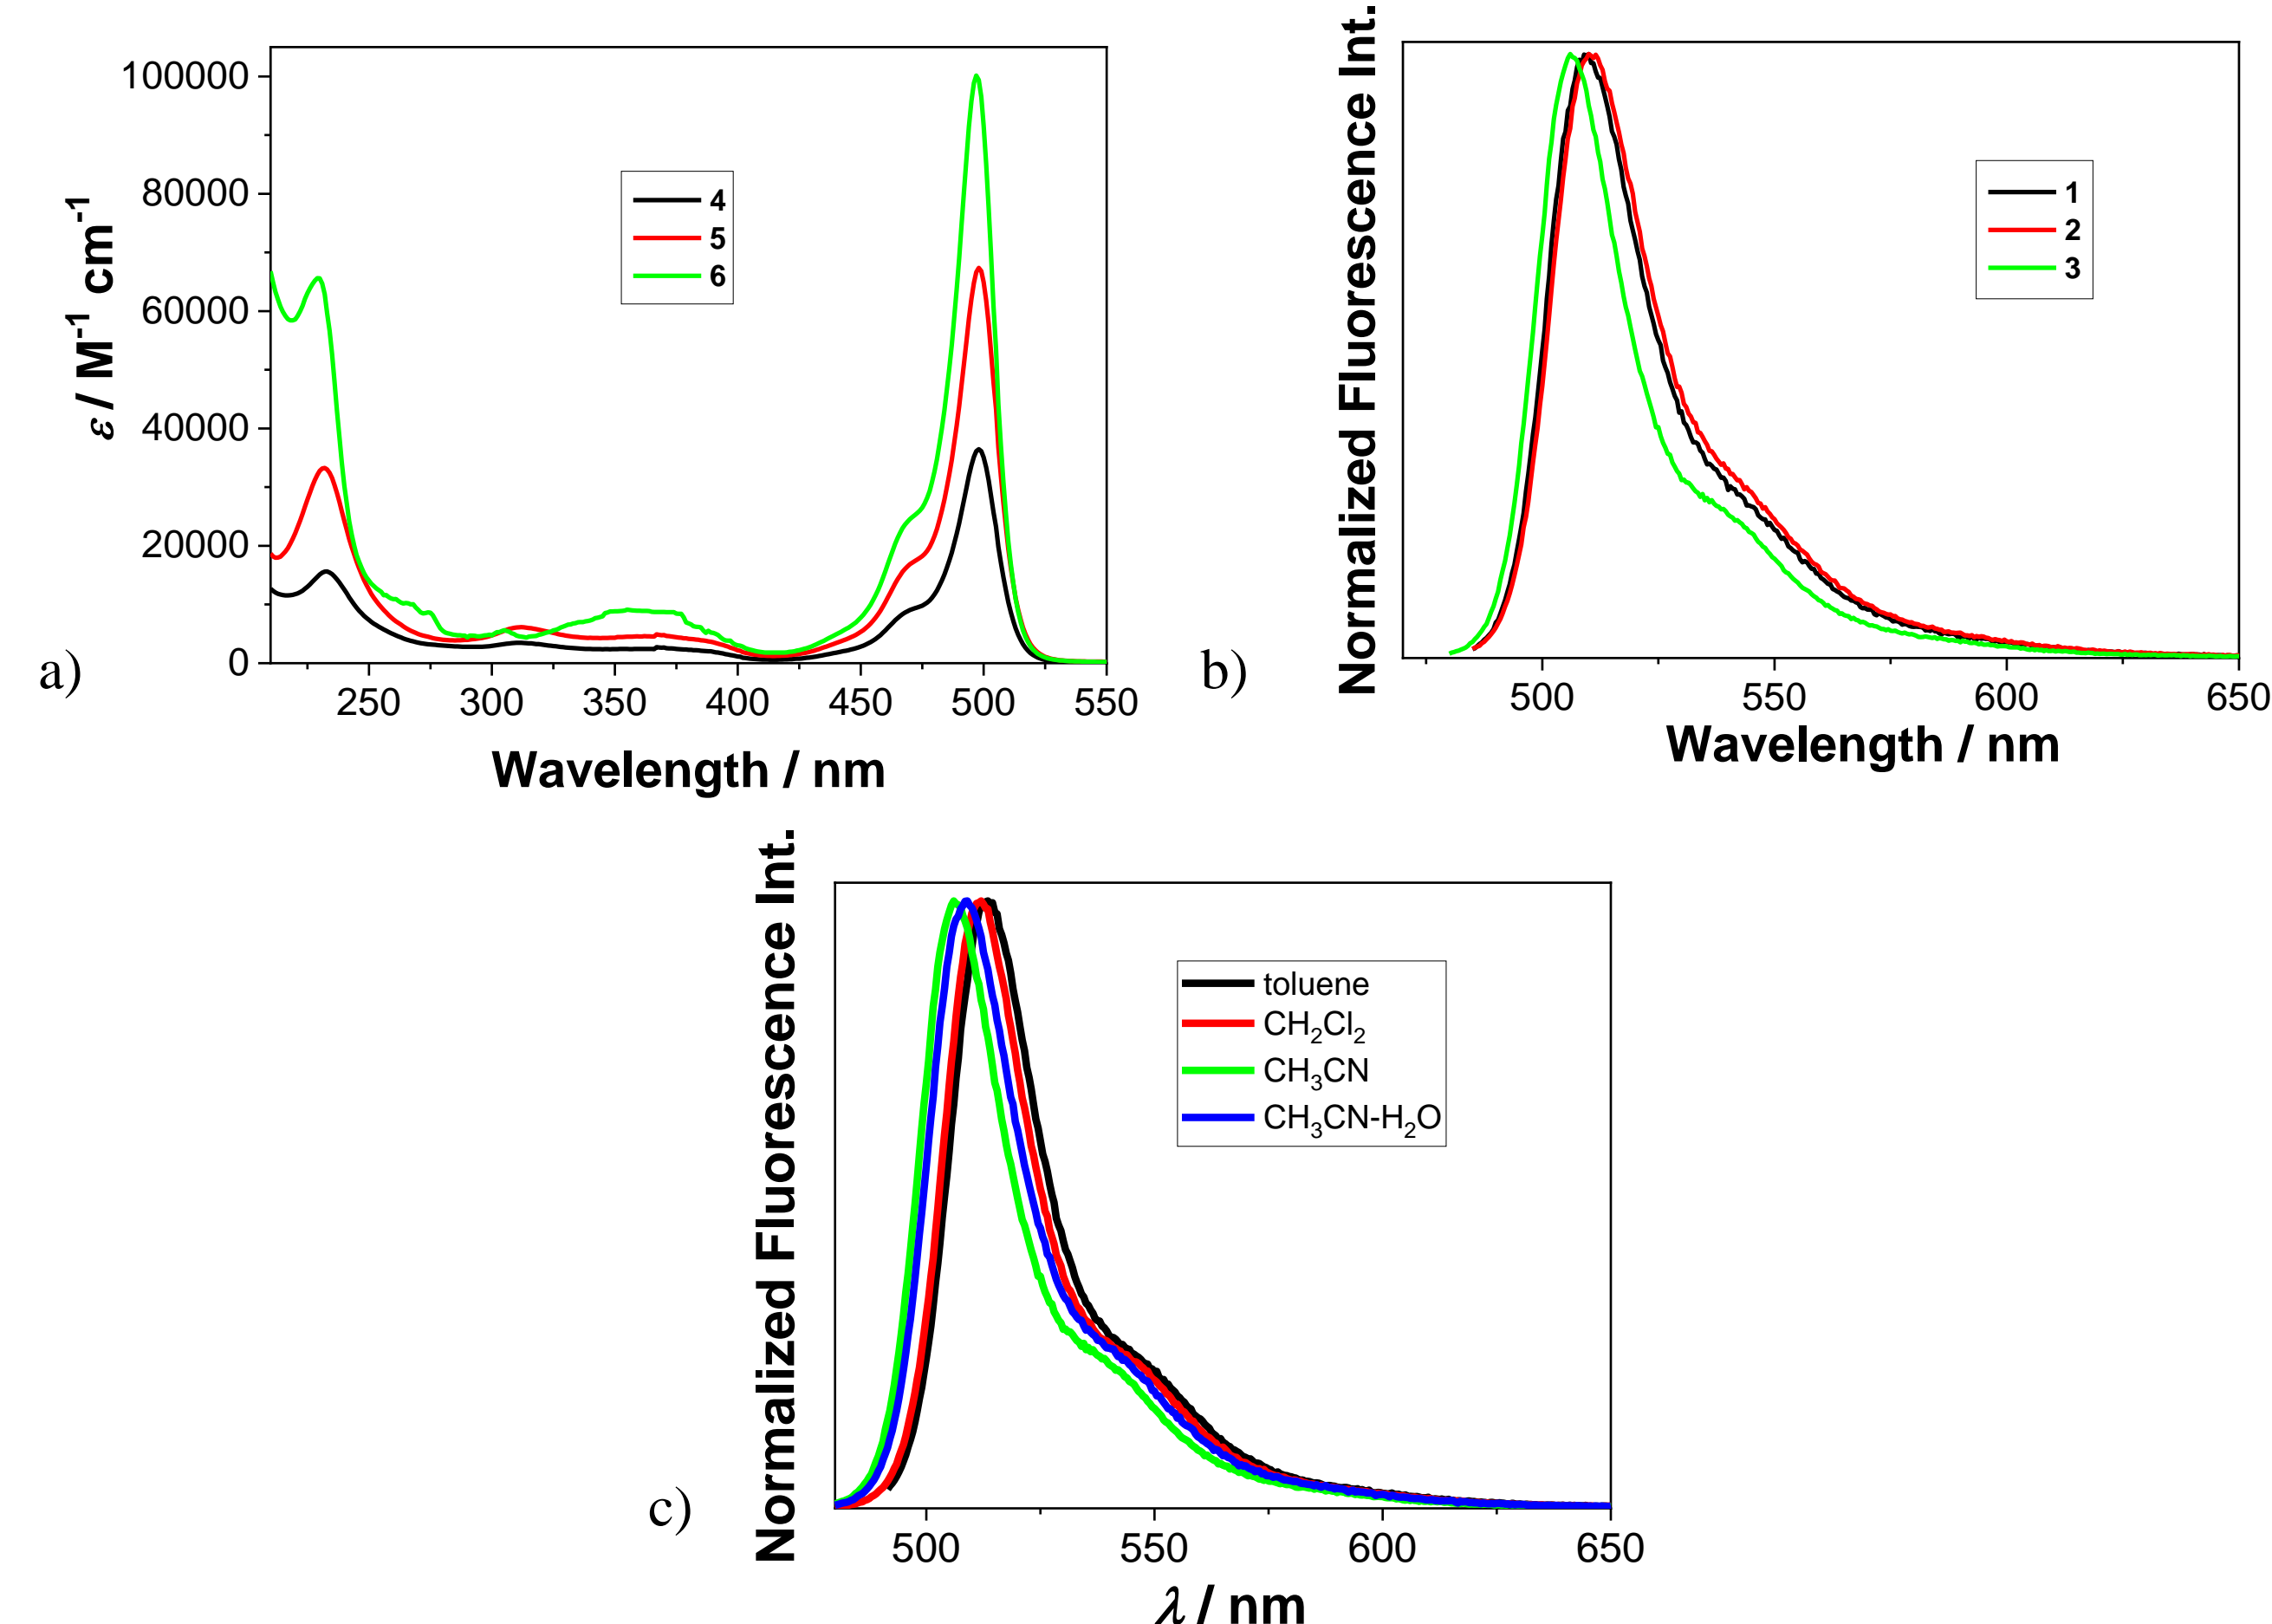 a)
ε / M-1 cm-1
100000
80000
60000
40000
20000
0
4
5
6
250 300 350 400 450 500 550
Wavelength / nm
b)
Normalized Fluorescence Int.
1
2
3
500 550 600 650
Wavelength / nm
c)
Normalized Fluorescence Int.
toluene
CH2Cl2
CH3CN
CH3CN-H2O
500 550 600 650
λ / nm